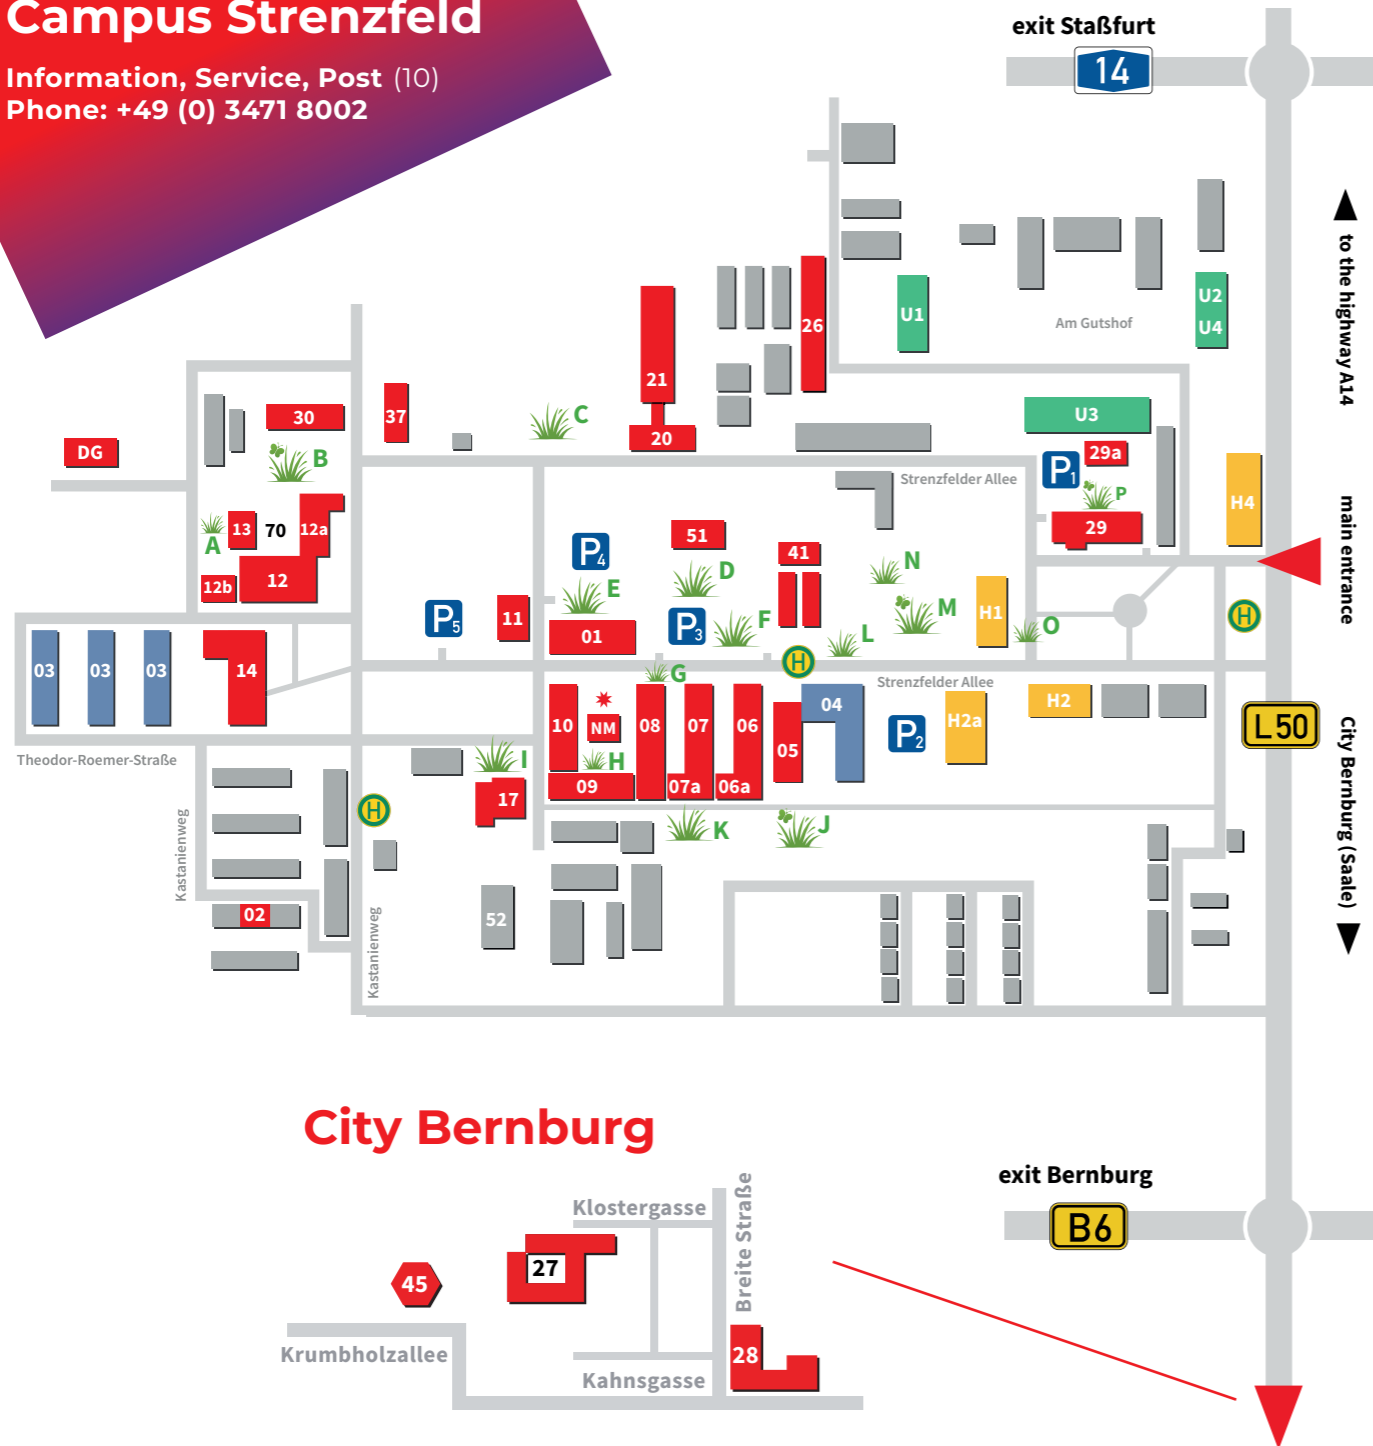 Campus Strenzfeld
Information, Service, Post (10)
Phone: +49 (0) 3471 8002
exit Staßfurt
14
to the highway A14
main entrance
City Bernburg (Saale)
U1
U2
U4
Am Gutshof
26
21
20
C
37
30
B
DG
U3
29a
P1
P
29
H4
Strenzfelder Allee
A
13
70
12a
12b
12
51
41
P4
D
N
E
M
H1
O
H
P5
11
01
P3
F
L
H
03
03
03
14
G
Strenzfelder Allee
10
NM
08
07
06
05
04
P2
H2a
H2
L50
Theodor-Roemer-Straße
I
H
09
07a
06a
17
H
K
J
Kastanienweg
02
Kastanienweg
52
City Bernburg
exit Bernburg
B6
Klostergasse
Breite Straße
27
45
Krumbholzallee
28
Kahnsgasse